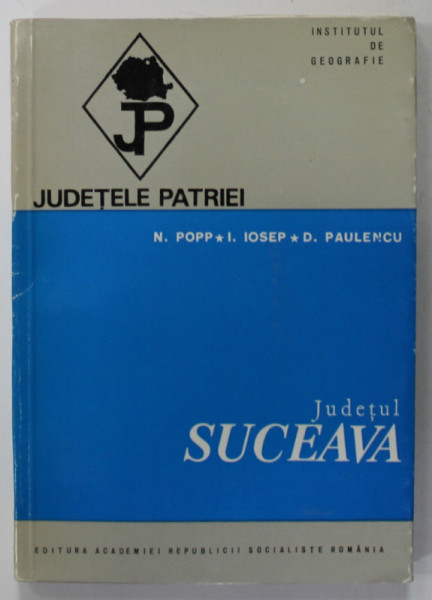 INSTITUTUL
DE
GEOGRAFIE
JP
JUDEȚELE PATRIEI
N. POPP ★ I. IOSEP ★ D. PAULENCU
Județul
SUCEAVA
EDITURA ACADEMIEI REPUBLICII SOCIALISTE ROMÂNIA